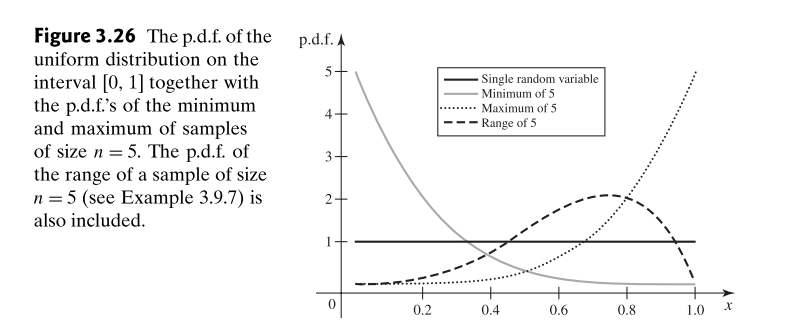 Figure 3.26 The p.d.f. of the
uniform distribution on the
interval [0, 1] together with
the p.d.f.'s of the minimum
and maximum of samples
of size n = 5. The p.d.f. of
the range of a sample of size
n = 5 (see Example 3.9.7) is
also included.
p.d.f.
5
4
3
2
1
0
Single random variable
Minimum of 5
Maximum of 5
Range of 5
0.2 0.4 0.6 0.8 1.0 x